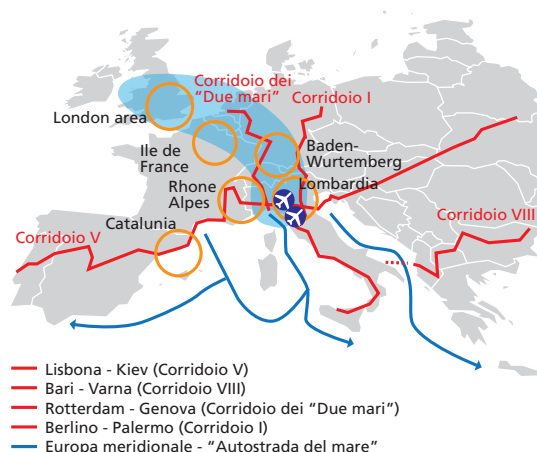 Corridoio dei
"Due mari"
Corridoio I
London area
Ile de
France
Baden-
Wurtemberg
Rhone
Alpes
Lombardia
Catalunia
Corridoio V
Corridoio VIII
Lisbona - Kiev (Corridoio V)
Bari - Varna (Corridoio VIII)
Rotterdam - Genova (Corridoio dei "Due mari")
Berlino - Palermo (Corridoio I)
Europa meridionale - "Autostrada del mare"